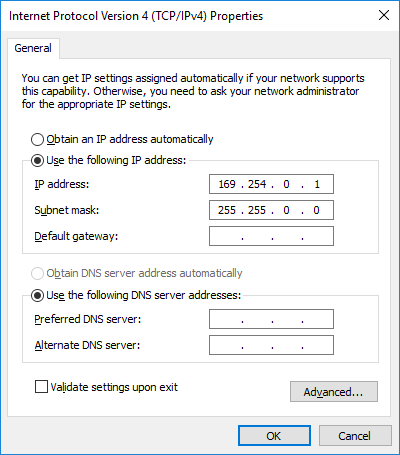 Internet Protocol Version 4 (TCP/IPv4) Properties
General
You can get IP settings assigned automatically if your network supports
this capability. Otherwise, you need to ask your network administrator
for the appropriate IP settings.
Obtain an IP address automatically
Use the following IP address:
IP address: 169 . 254 . 0 . 1
Subnet mask: 255 . 255 . 0 . 0
Default gateway: . . .
Obtain DNS server address automatically
Use the following DNS server addresses:
Preferred DNS server: . . .
Alternate DNS server: . . .
Validate settings upon exit
Advanced...
OK Cancel